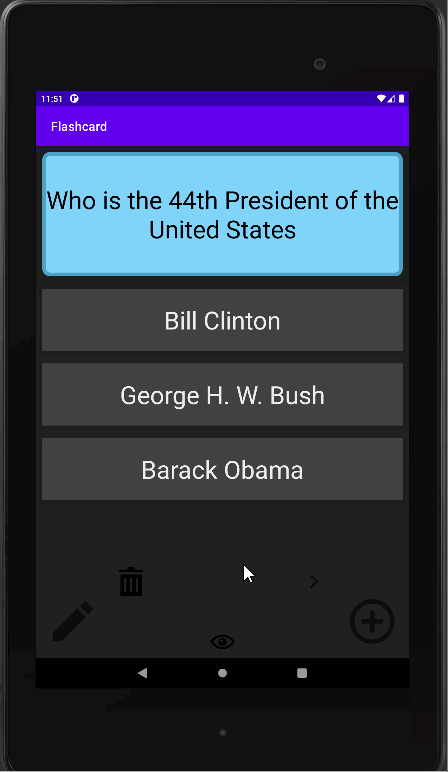 11:51
Flashcard
Who is the 44th President of the
United States
Bill Clinton
George H. W. Bush
Barack Obama